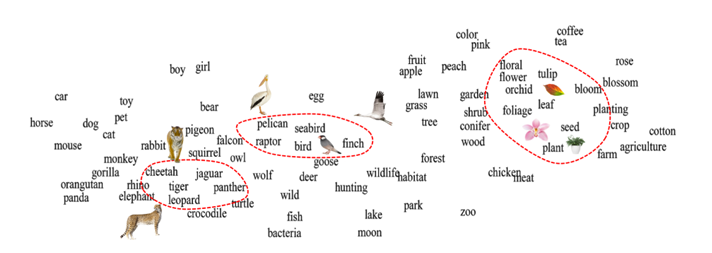 coffee
color
tea
pink
fruit
rose
boy
girl
apple
peach
floral
flower
tulip
blossom
car
toy
egg
lawn
garden
orchid
bloom
bear
grass
leaf
pet
shrub
foliage
planting
horse
dog
pigeon
pelican
seabird
tree
conifer
seed
crop
cotton
cat
mouse
rabbit
falcon
raptor
bird
finch
wood
plant
agriculture
monkey
squirrel
owl
goose
forest
farm
gorilla
cheetah
jaguar
wolf
deer
wildlife
habitat
chicken
meat
orangutan
rhino
tiger
panther
hunting
panda
elephant
leopard
wild
turtle
crocodile
fish
lake
park
zoo
bacteria
moon